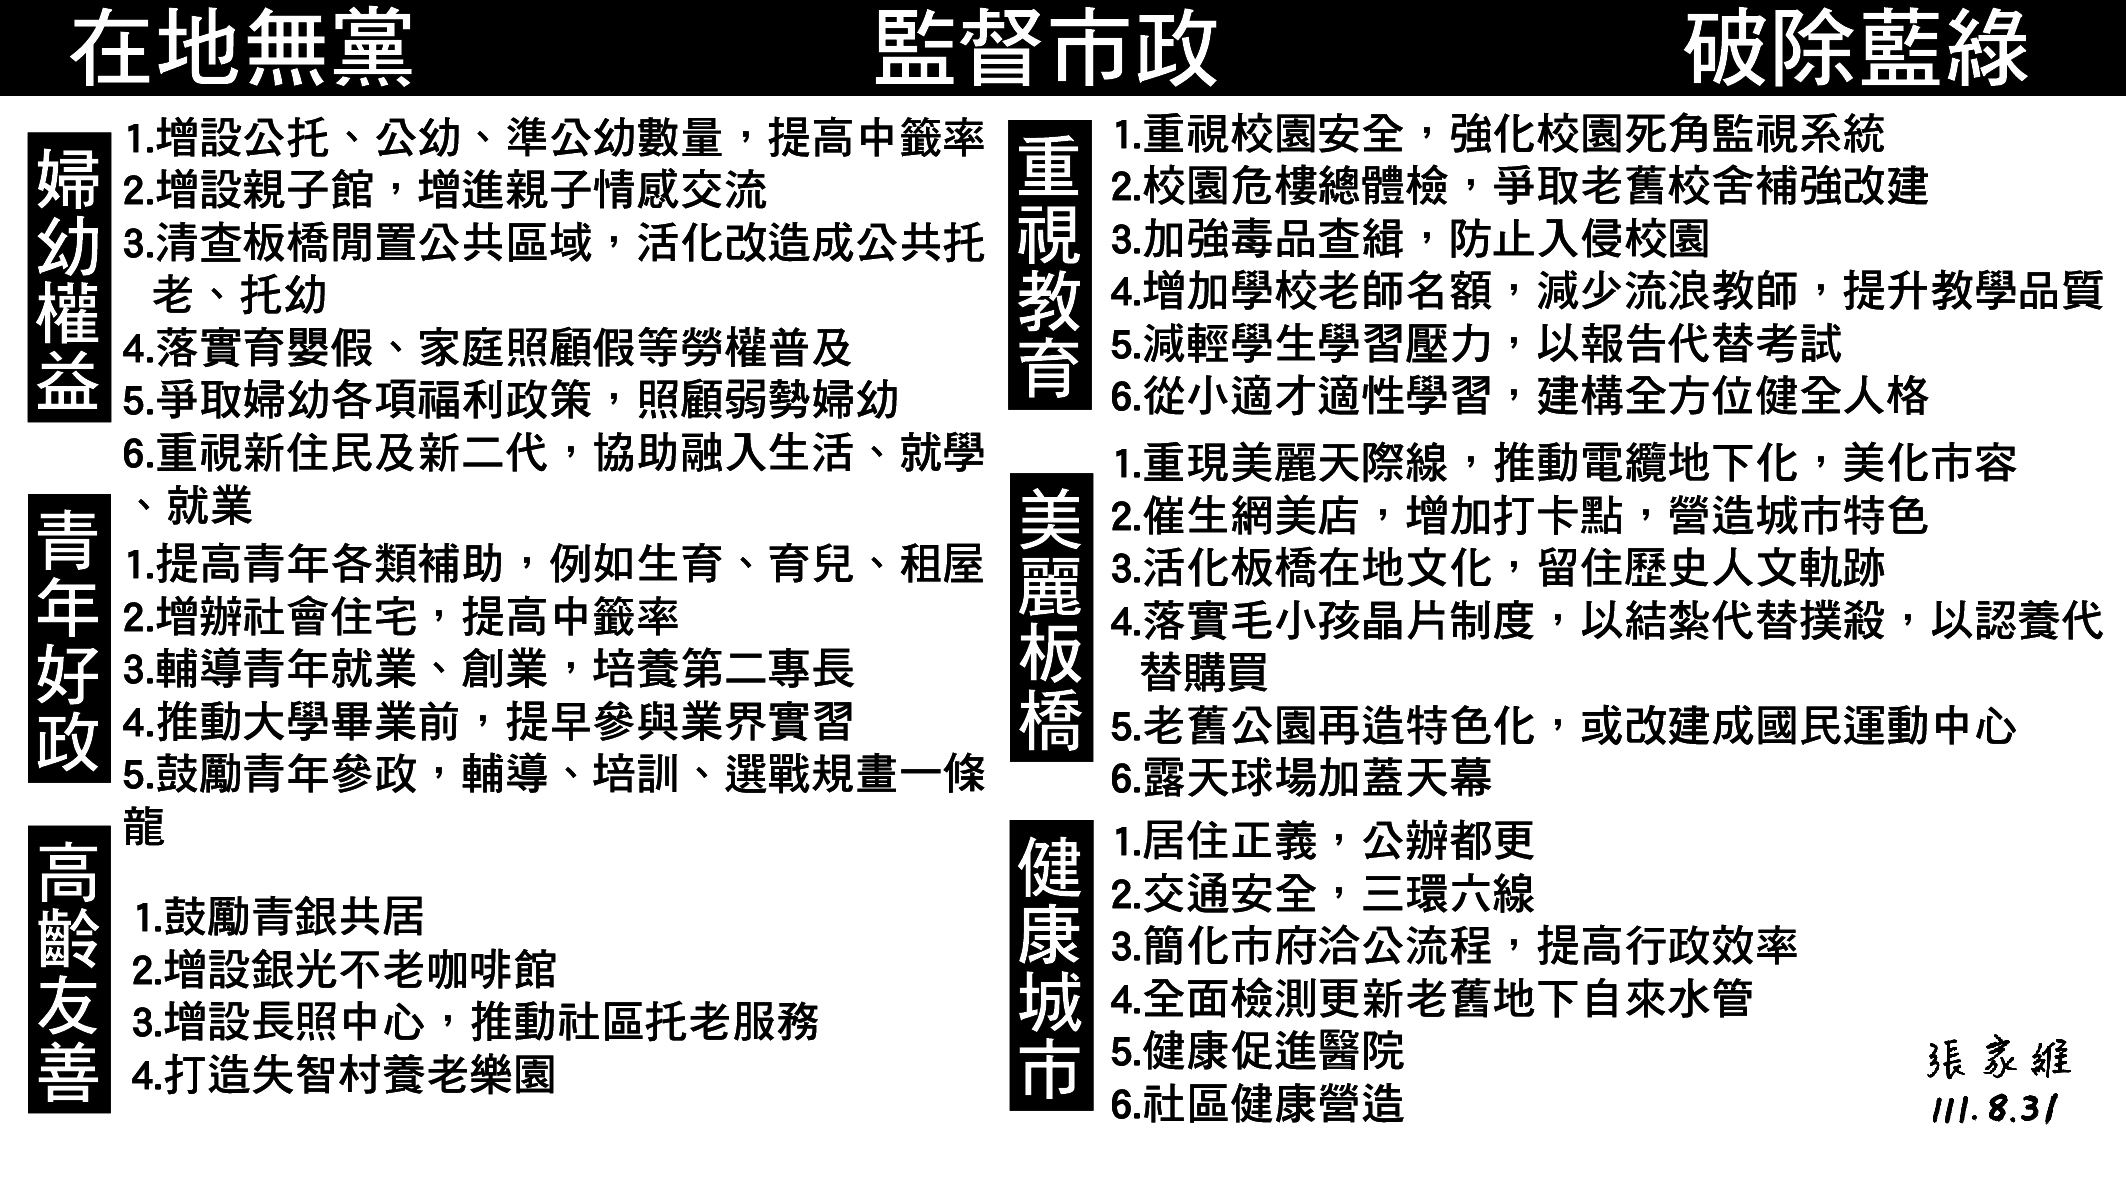 在地無黨 監督市政 破除藍綠
婦幼權益
1.增設公托、公幼、準公幼數量，提高中籤率
2.增設親子館，增進親子情感交流
3.清查板橋閒置公共區域，活化改造成公共托
老、托幼
4.落實育嬰假、家庭照顧假等勞權普及
5.爭取婦幼各項福利政策，照顧弱勢婦幼
6.重視新住民及新二代，協助融入生活、就學
、就業
青年好政
1.提高青年各類補助，例如生育、育兒、租屋
2.增辦社會住宅，提高中籤率
3.輔導青年就業、創業，培養第二專長
4.推動大學畢業前，提早參與業界實習
5.鼓勵青年參政，輔導、培訓、選戰規畫一條
龍
高齡友善
1.鼓勵青銀共居
2.增設銀光不老咖啡館
3.增設長照中心，推動社區托老服務
4.打造失智村養老樂園
重視教育
1.重視校園安全，強化校園死角監視系統
2.校園危樓總體檢，爭取老舊校舍補強改建
3.加強毒品查緝，防止入侵校園
4.增加學校老師名額，減少流浪教師，提升教學品質
5.減輕學生學習壓力，以報告代替考試
6.從小適才適性學習，建構全方位健全人格
美麗板橋
1.重現美麗天際線，推動電纜地下化，美化市容
2.催生網美店，增加打卡點，營造城市特色
3.活化板橋在地文化，留住歷史人文軌跡
4.落實毛小孩晶片制度，以結紮代替撲殺，以認養代
替購買
5.老舊公園再造特色化，或改建成國民運動中心
6.露天球場加蓋天幕
健康城市
1.居住正義，公辦都更
2.交通安全，三環六線
3.簡化市府洽公流程，提高行政效率
4.全面檢測更新老舊地下自來水管
5.健康促進醫院
6.社區健康營造
張家維
111.8.31